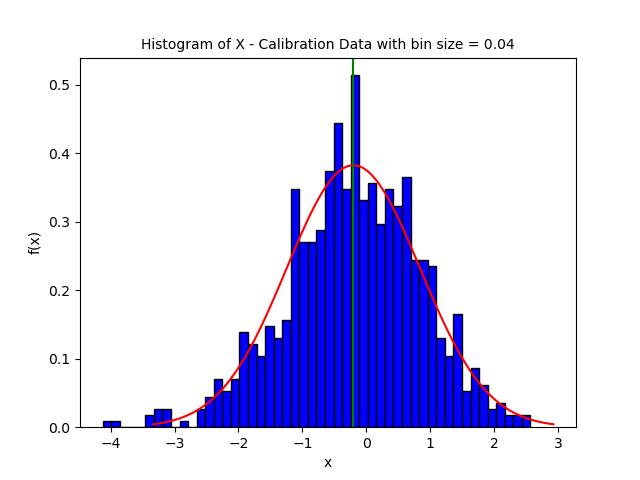 Histogram of X - Calibration Data with bin size = 0.04
f(x)
0.5
0.4
0.3
0.2
0.1
0.0
−4 −3 −2 −1 0 1 2 3
x